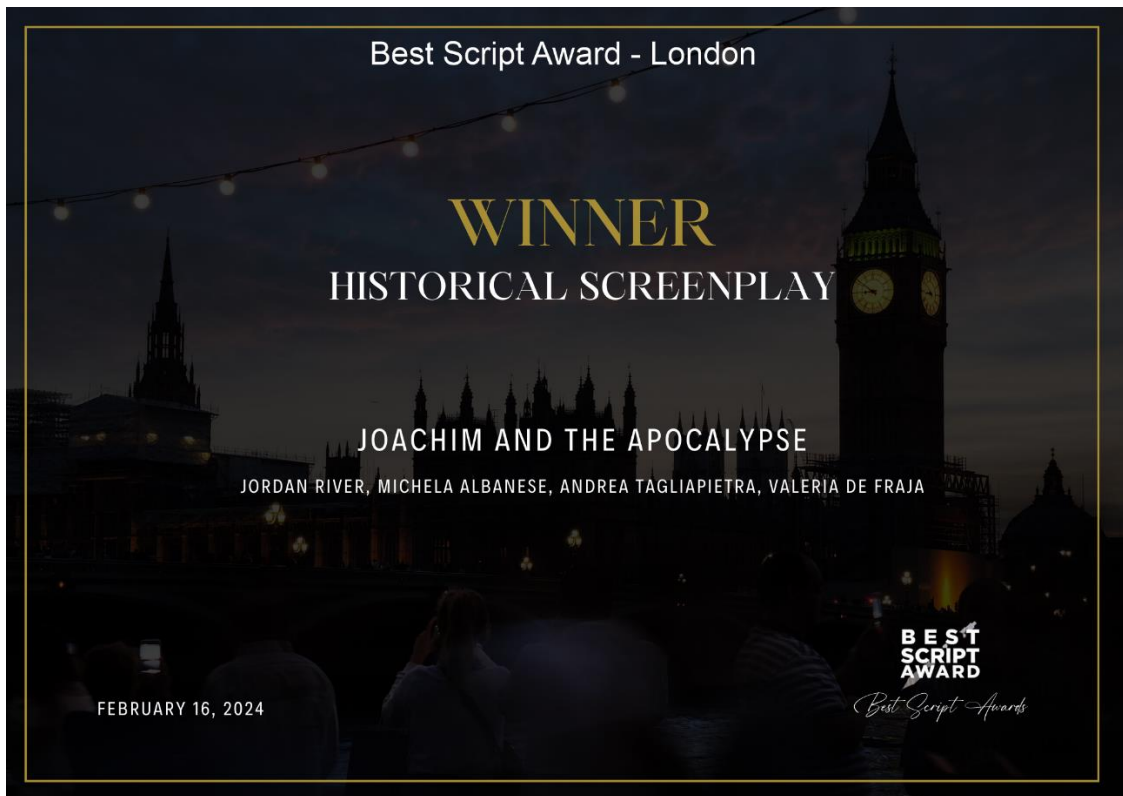 Best Script Award - London
WINNER
HISTORICAL SCREENPLAY
JOACHIM AND THE APOCALYPSE
JORDAN RIVER, MICHELA ALBANESE, ANDREA TAGLIAPIETRA, VALERIA DE FRAJA
BEST
SCRIPT
AWARD
FEBRUARY 16, 2024
Best Script Awards